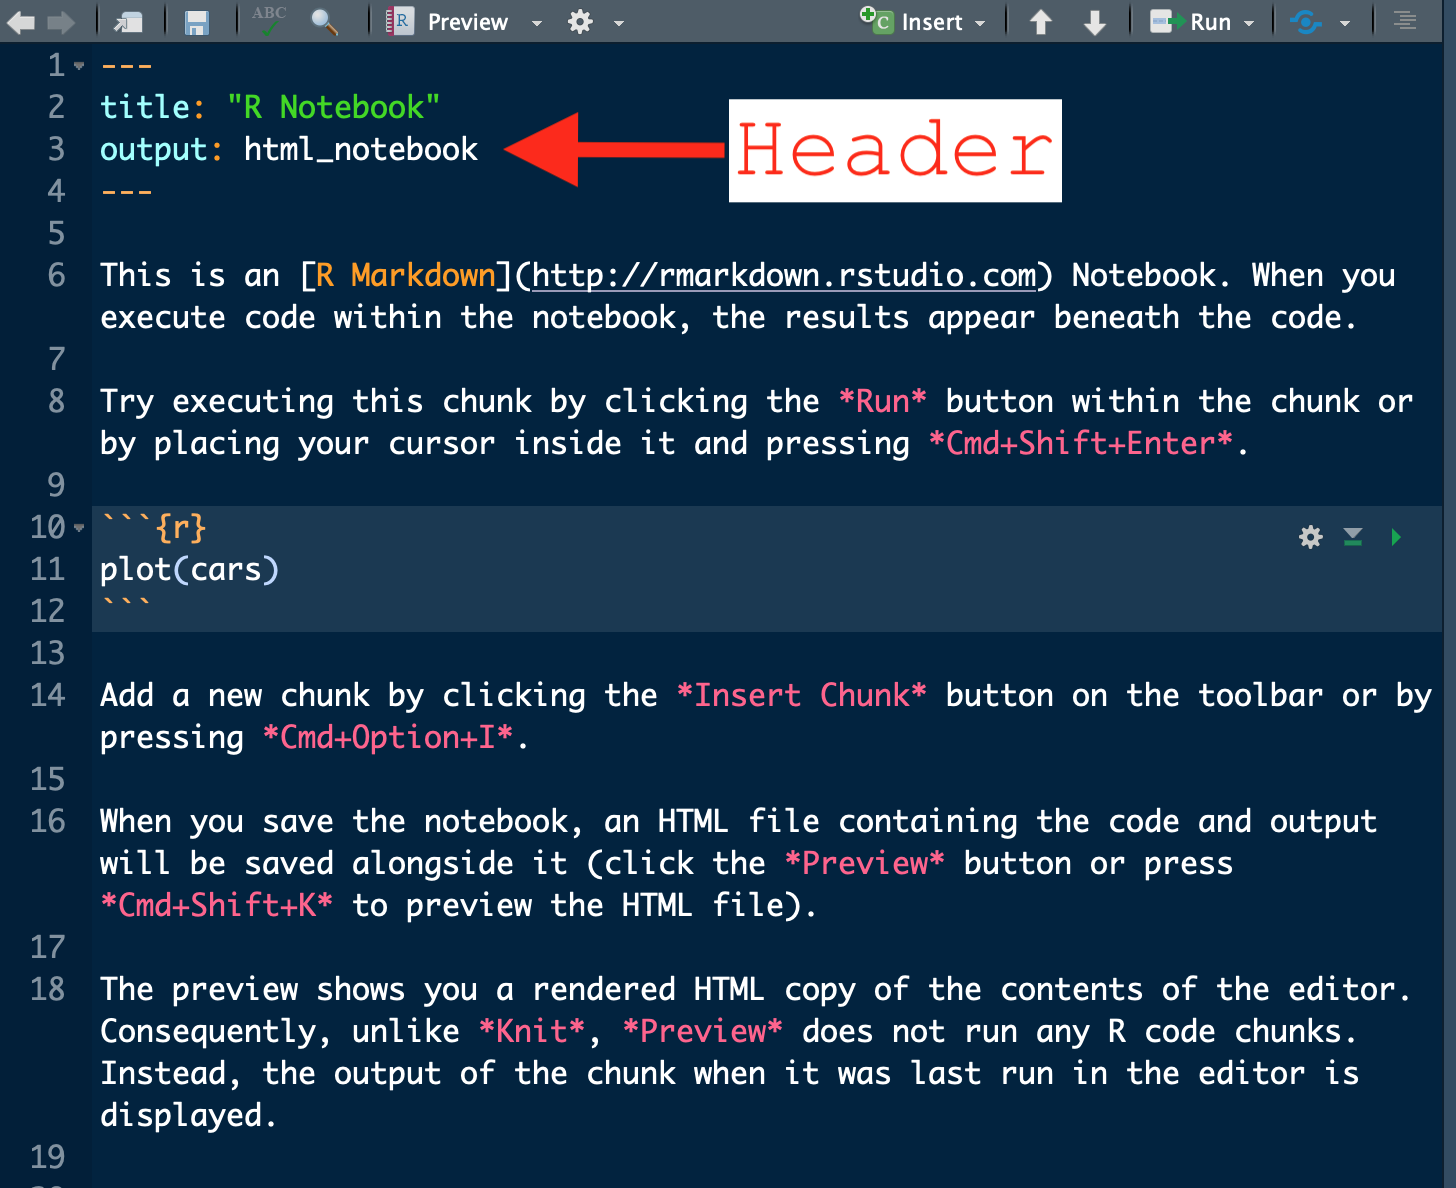 ABC Preview Insert Run
1 ---
2 title: "R Notebook"
3 output: html_notebook
Header
4 ---
5
6 This is an [R Markdown](http://rmarkdown.rstudio.com) Notebook. When you
execute code within the notebook, the results appear beneath the code.
7
8 Try executing this chunk by clicking the *Run* button within the chunk or
by placing your cursor inside it and pressing *Cmd+Shift+Enter*.
9
10 ```{r}
11 plot(cars)
12 ```
13
14 Add a new chunk by clicking the *Insert Chunk* button on the toolbar or by
pressing *Cmd+Option+I*.
15
16 When you save the notebook, an HTML file containing the code and output
will be saved alongside it (click the *Preview* button or press
*Cmd+Shift+K* to preview the HTML file).
17
18 The preview shows you a rendered HTML copy of the contents of the editor.
Consequently, unlike *Knit*, *Preview* does not run any R code chunks.
Instead, the output of the chunk when it was last run in the editor is
displayed.
19